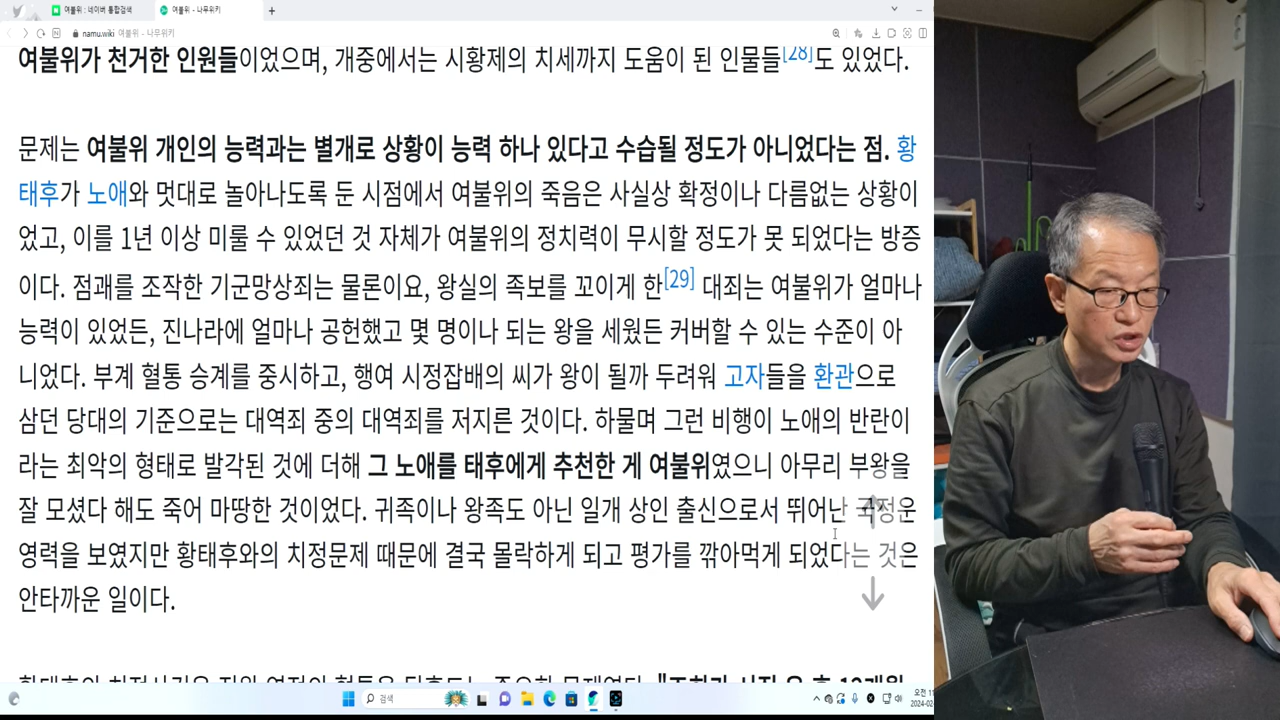 여불위 : 네이버 통합검색
여불위 - 나무위키
namu.wiki 여불위 - 나무위키
여불위가 천거한 인원들이었으며, 개중에서는 시황제의 치세까지 도움이 된 인물들[28]도 있었다.
문제는 여불위 개인의 능력과는 별개로 상황이 능력 하나 있다고 수습될 정도가 아니었다는 점. 황
태후가 노애와 멋대로 놀아나도록 둔 시점에서 여불위의 죽음은 사실상 확정이나 다름없는 상황이
었고, 이를 1년 이상 미룰 수 있었던 것 자체가 여불위의 정치력이 무시할 정도가 못 되었다는 방증
이다. 점괘를 조작한 기군망상죄는 물론이요, 왕실의 족보를 꼬이게 한[29] 대죄는 여불위가 얼마나
능력이 있었든, 진나라에 얼마나 공헌했고 몇 명이나 되는 왕을 세웠든 커버할 수 있는 수준이 아
니었다. 부계 혈통 승계를 중시하고, 행여 시정잡배의 씨가 왕이 될까 두려워 고자들을 환관으로
삼던 당대의 기준으로는 대역죄 중의 대역죄를 저지른 것이다. 하물며 그런 비행이 노애의 반란이
라는 최악의 형태로 발각된 것에 더해 그 노애를 태후에게 추천한 게 여불위였으니 아무리 부왕을
잘 모셨다 해도 죽어 마땅한 것이었다. 귀족이나 왕족도 아닌 일개 상인 출신으로서 뛰어난 국정운
영력을 보였지만 황태후와의 치정문제 때문에 결국 몰락하게 되고 평가를 깎아먹게 되었다는 것은
안타까운 일이다.
검색
오전 1
2024-02